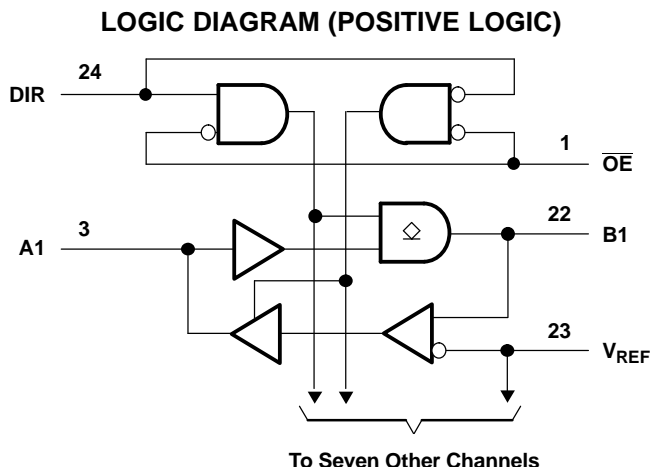 LOGIC DIAGRAM (POSITIVE LOGIC)
24
DIR
1
OE
3
A1
22
B1
23
VREF
To Seven Other Channels